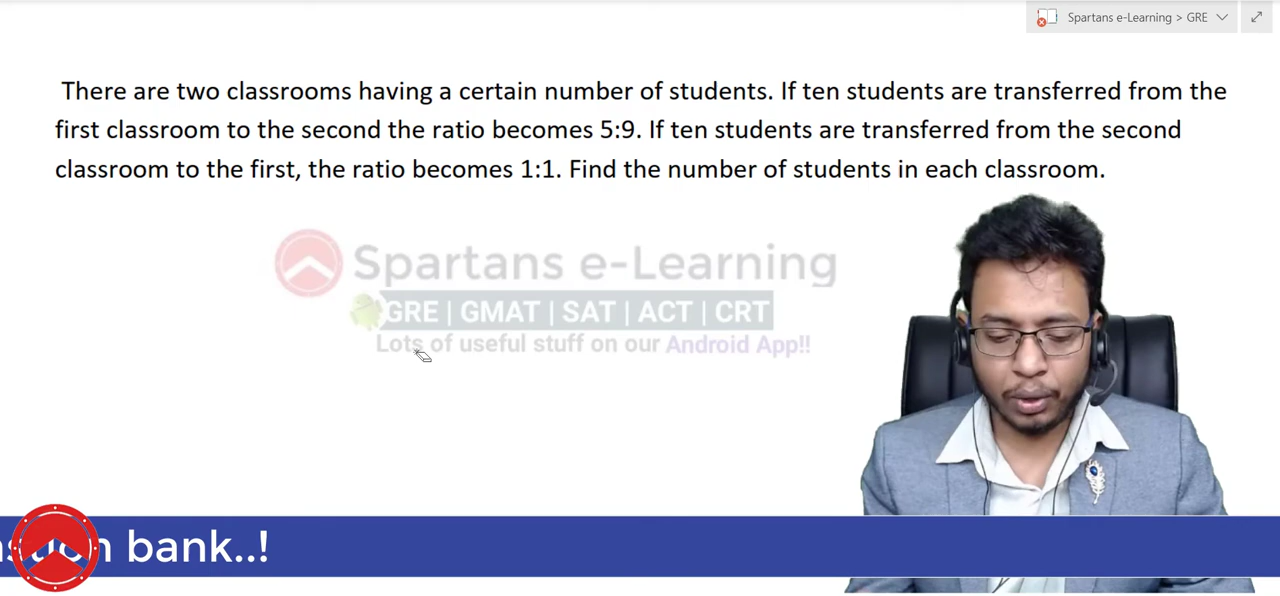 Spartans e-Learning > GRE
There are two classrooms having a certain number of students. If ten students are transferred from the
first classroom to the second the ratio becomes 5:9. If ten students are transferred from the second
classroom to the first, the ratio becomes 1:1. Find the number of students in each classroom.
Spartans e-Learning
GRE | GMAT | SAT | ACT | CRT
Lots of useful stuff on our Android App!!
bank..!